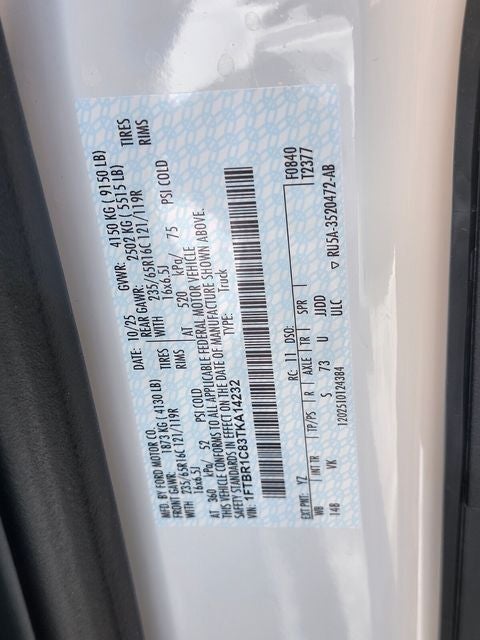 MFD. BY FORD MOTOR CO.
DATE: 10/25 GVWR: 4150 KG ( 9150 LB)
FRONT GAWR: 1873 KG ( 4130 LB) REAR GAWR: 2502 KG ( 5515 LB)
WITH 235/65R16C 121/119R TIRES WITH 235/65R16C 121/119R TIRES
16x6.5J RIMS 16x6.5J RIMS
AT 360 kPa/ 52 PSI COLD AT 520 kPa/ 75 PSI COLD
THIS VEHICLE CONFORMS TO ALL APPLICABLE FEDERAL MOTOR VEHICLE
SAFETY STANDARDS IN EFFECT ON THE DATE OF MANUFACTURE SHOWN ABOVE.
VIN: 1FTBR1C83TKA14232 TYPE: Truck
F0840
T2377
EXT PNT: YZ RC: 11 DSO:
WB INT TR TP/PS R AXLE TR SPR
148 VK S 73 U JJDD
ULC
1202510124384 ▽ RU5A-3520472-AB